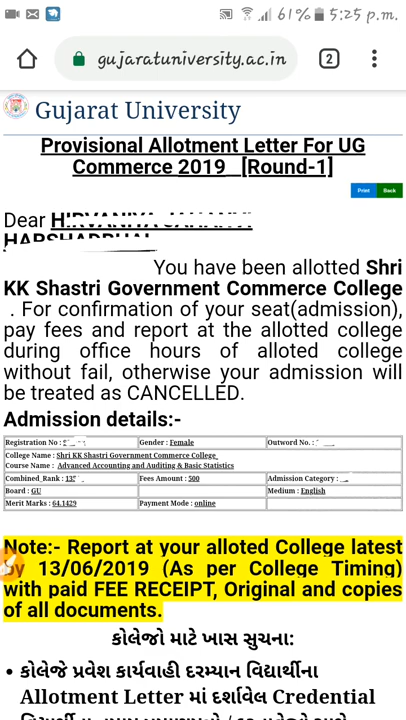 61% 5:25 p.m.
gujaratuniversity.ac.in
2
Gujarat University
Provisional Allotment Letter For UG
Commerce 2019 [Round-1]
Print Back
Dear
You have been allotted Shri
KK Shastri Government Commerce College
. For confirmation of your seat(admission),
pay fees and report at the allotted college
during office hours of alloted college
without fail, otherwise your admission will
be treated as CANCELLED.
Admission details:-
Registration No : Gender : Female Outword No. :
College Name : Shri KK Shastri Government Commerce College
Course Name : Advanced Accounting and Auditing & Basic Statistics
Combined_Rank : Fees Amount : 500 Admission Category :
Board : GU Medium : English
Merit Marks : 64.1429 Payment Mode : online
Note:- Report at your alloted College latest
by 13/06/2019 (As per College Timing)
with paid FEE RECEIPT, Original and copies
of all documents.
કોલેજો માટે ખાસ સુચના:
• કોલેજે પ્રવેશ કાર્યવાહી દરમ્યાન વિદ્યાર્થીના
Allotment Letter માં દર્શાવેલ Credential